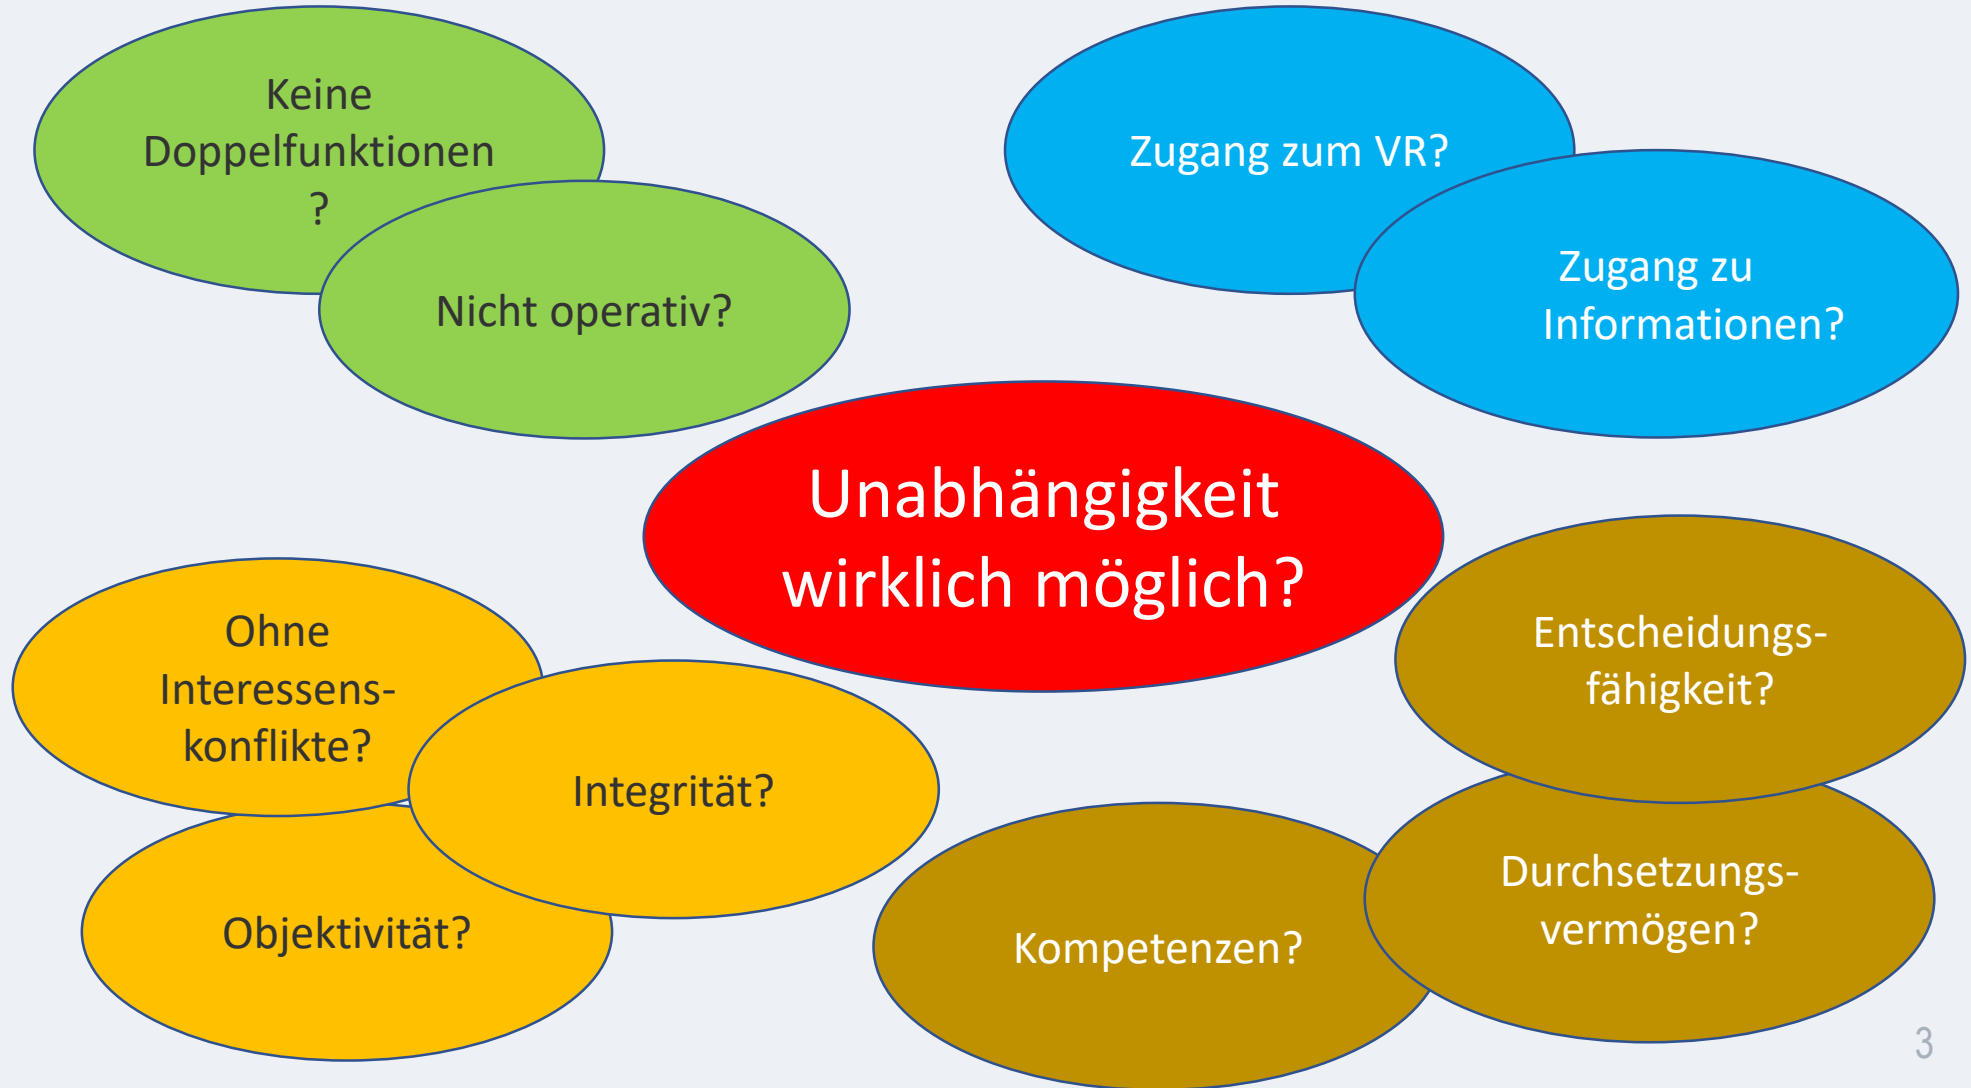 Keine
Doppelfunktionen
?
Nicht operativ?
Zugang zum VR?
Zugang zu
Informationen?
Unabhängigkeit
wirklich möglich?
Ohne
Interessens-
konflikte?
Integrität?
Objektivität?
Entscheidungs-
fähigkeit?
Durchsetzungs-
vermögen?
Kompetenzen?
3